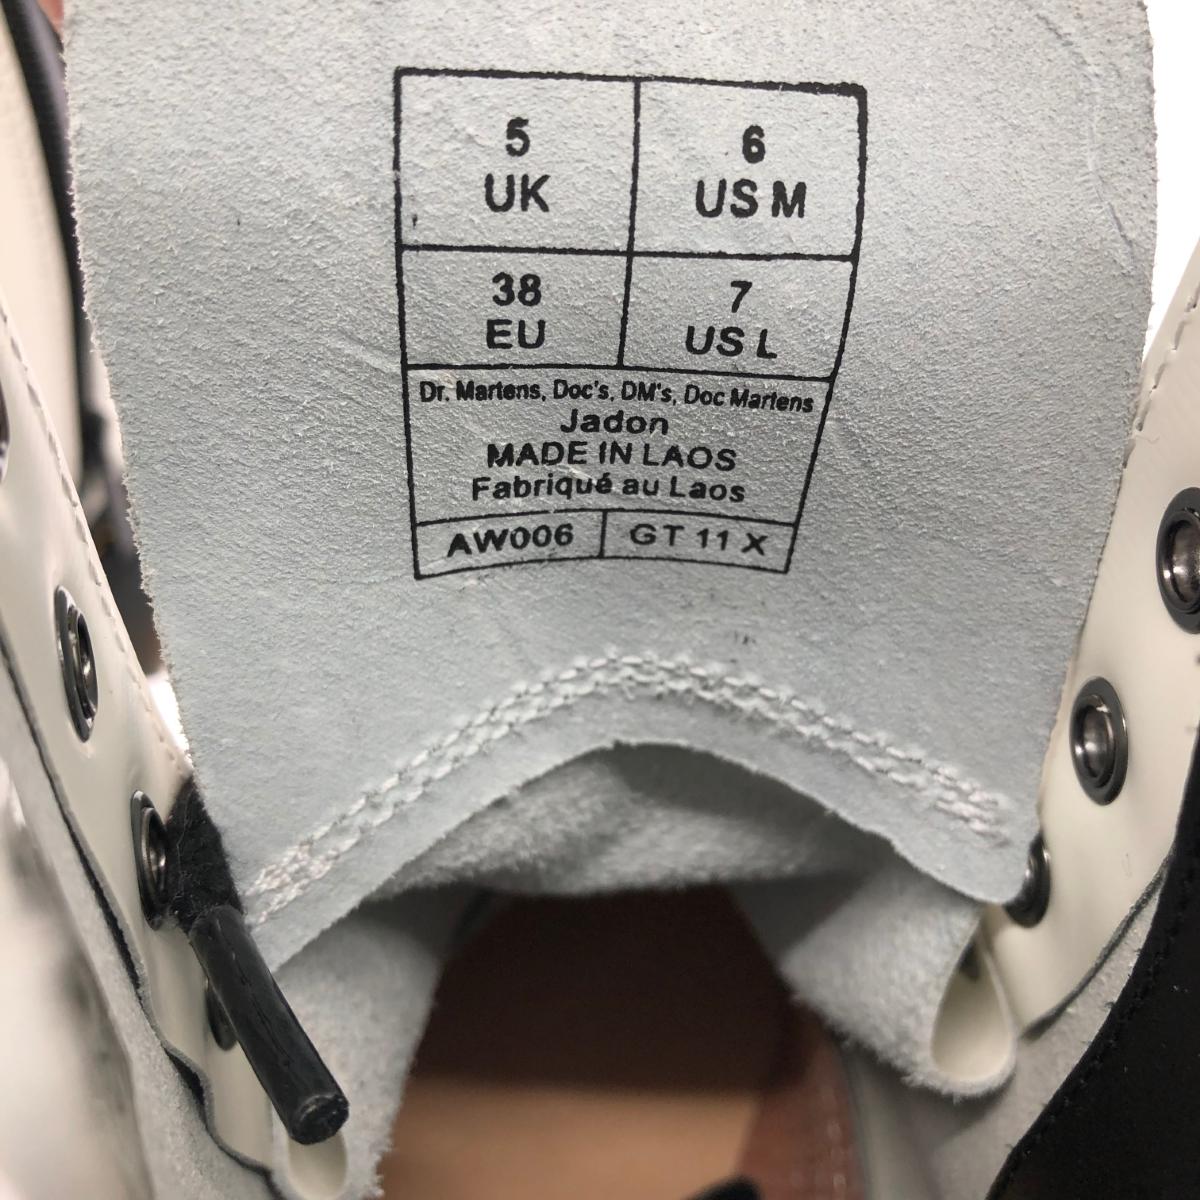 5
UK
6
US M
38
EU
7
US L
Dr. Martens, Doc's, DM's, Doc Martens
Jadon
MADE IN LAOS
Fabriqué au Laos
AW006
GT 11 X